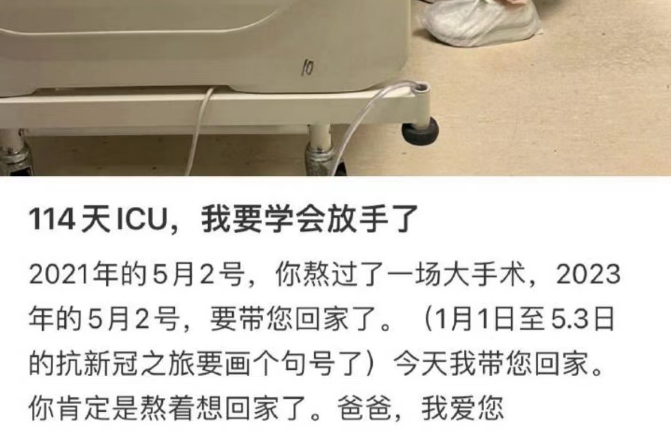 10
114天ICU，我要学会放手了
2021年的5月2号，你熬过了一场大手术，2023
年的5月2号，要带您回家了。（1月1日至5.3日
的抗新冠之旅要画个句号了）今天我带您回家。
你肯定是熬着想回家了。爸爸，我爱您